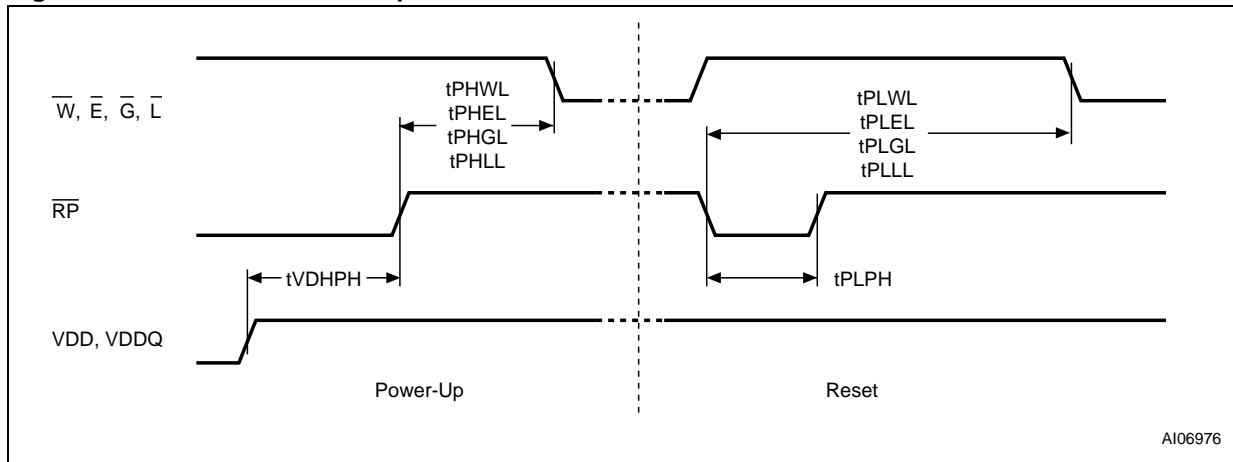 W, E, G, L
tPHWL
tPHEL
tPHGL
tPHLL
tPLWL
tPLEL
tPLGL
tPLLL
RP
tVDHPH
tPLPH
VDD, VDDQ
Power-Up
Reset
AI06976